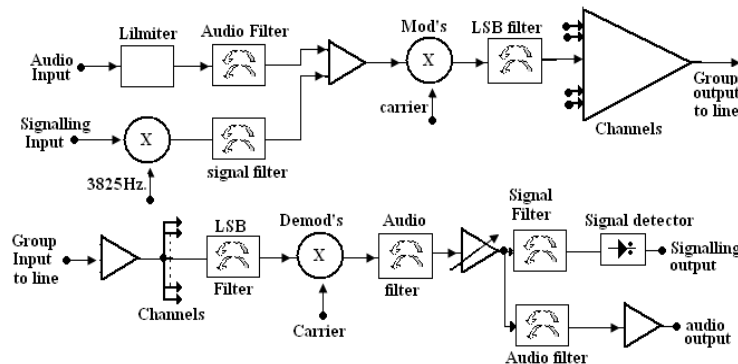 Lilmiter
Audio Filter
Mod's
LSB filter
Audio
Input
X
carrier
Group
output
to line
Channels
Signalling
Input
X
signal filter
3825Hz.
Group
Input
to line
Channels
LSB
Filter
Demod's
X
Carrier
Audio
filter
Signal
Filter
Signal detector
Signalling
output
Audio filter
audio
output